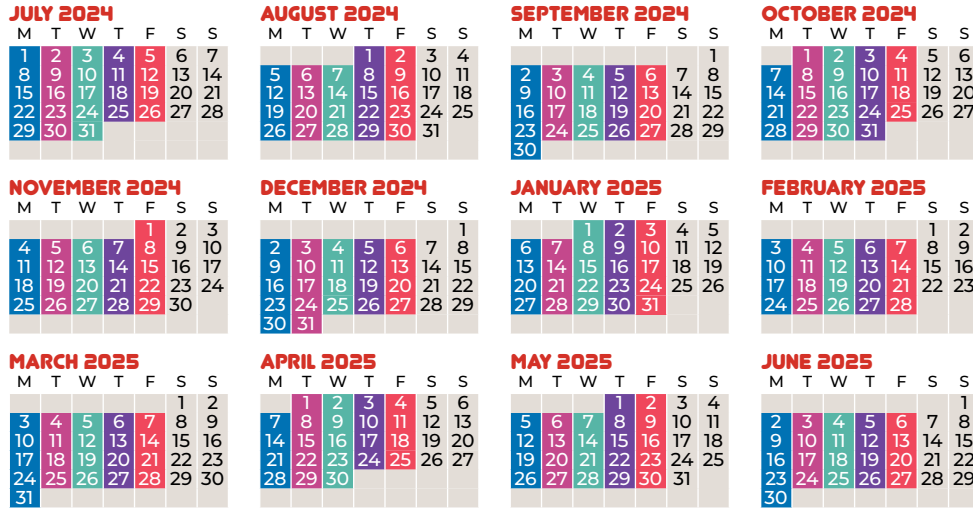 JULY 2024
M T W T F S S
1 2 3 4 5 6 7
8 9 10 11 12 13 14
15 16 17 18 19 20 21
22 23 24 25 26 27 28
29 30 31
AUGUST 2024
M T W T F S S
1 2 3 4
5 6 7 8 9 10 11
12 13 14 15 16 17 18
19 20 21 22 23 24 25
26 27 28 29 30 31
SEPTEMBER 2024
M T W T F S S
1
2 3 4 5 6 7 8
9 10 11 12 13 14 15
16 17 18 19 20 21 22
23 24 25 26 27 28 29
30
OCTOBER 2024
M T W T F S S
1 2 3 4 5 6
7 8 9 10 11 12 13
14 15 16 17 18 19 20
21 22 23 24 25 26 27
28 29 30 31
NOVEMBER 2024
M T W T F S S
1 2 3
4 5 6 7 8 9 10
11 12 13 14 15 16 17
18 19 20 21 22 23 24
25 26 27 28 29 30
DECEMBER 2024
M T W T F S S
1
2 3 4 5 6 7 8
9 10 11 12 13 14 15
16 17 18 19 20 21 22
23 24 25 26 27 28 29
30 31
JANUARY 2025
M T W T F S S
1 2 3 4 5
6 7 8 9 10 11 12
13 14 15 16 17 18 19
20 21 22 23 24 25 26
27 28 29 30 31
FEBRUARY 2025
M T W T F S S
1 2
3 4 5 6 7 8 9
10 11 12 13 14 15 16
17 18 19 20 21 22 23
24 25 26 27 28
MARCH 2025
M T W T F S S
1 2
3 4 5 6 7 8 9
10 11 12 13 14 15 16
17 18 19 20 21 22 23
24 25 26 27 28 29 30
31
APRIL 2025
M T W T F S S
1 2 3 4 5 6
7 8 9 10 11 12 13
14 15 16 17 18 19 20
21 22 23 24 25 26 27
28 29 30
MAY 2025
M T W T F S S
1 2 3 4
5 6 7 8 9 10 11
12 13 14 15 16 17 18
19 20 21 22 23 24 25
26 27 28 29 30 31
JUNE 2025
M T W T F S S
1
2 3 4 5 6 7 8
9 10 11 12 13 14 15
16 17 18 19 20 21 22
23 24 25 26 27 28 29
30